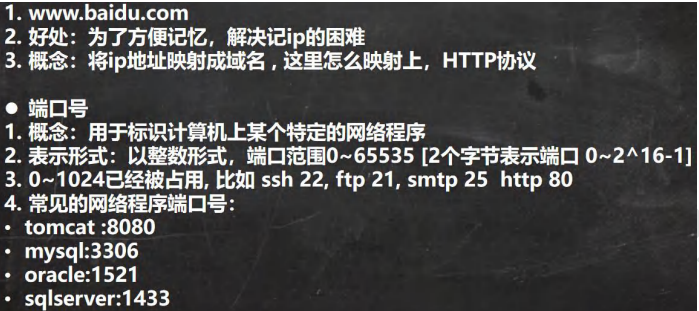 1. www.baidu.com
2. 好处：为了方便记忆，解决记ip的困难
3. 概念：将ip地址映射成域名，这里怎么映射上，HTTP协议
● 端口号
1. 概念：用于标识计算机上某个特定的网络程序
2. 表示形式：以整数形式，端口范围0~65535 [2个字节表示端口 0~2^16-1]
3. 0~1024已经被占用, 比如 ssh 22, ftp 21, smtp 25 http 80
4. 常见的网络程序端口号：
• tomcat :8080
• mysql:3306
• oracle:1521
• sqlserver:1433